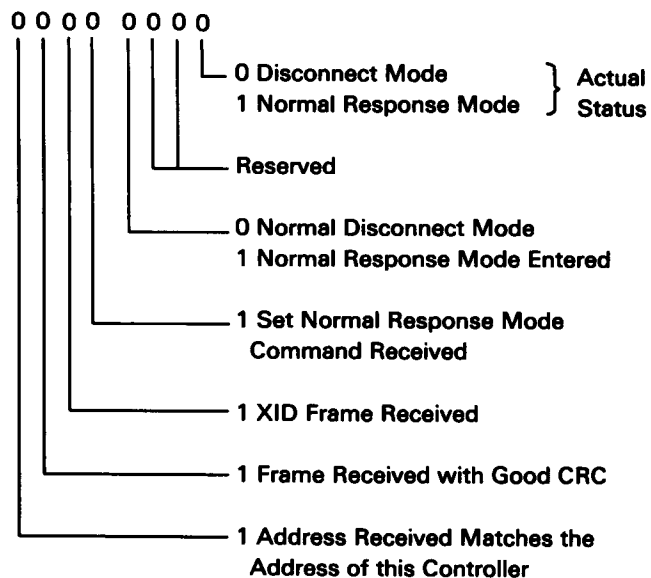 0 0 0 0 0 0 0 0
0 Disconnect Mode
1 Normal Response Mode
Actual
Status
Reserved
0 Normal Disconnect Mode
1 Normal Response Mode Entered
1 Set Normal Response Mode
Command Received
1 XID Frame Received
1 Frame Received with Good CRC
1 Address Received Matches the
Address of this Controller